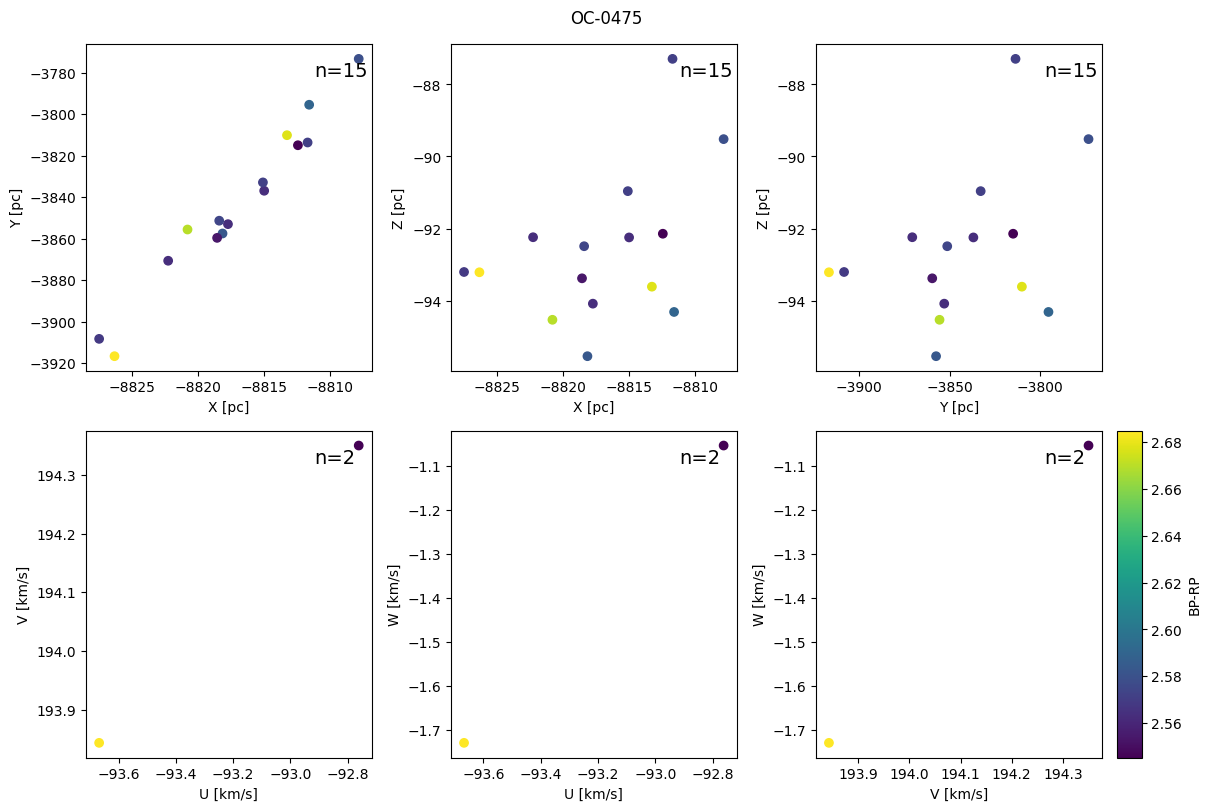 OC-0475
n=15
−3780
−3800
−3820
−3840
−3860
−3880
−3900
−3920
Y [pc]
−8825 −8820 −8815 −8810
X [pc]
n=15
−88
−90
−92
−94
Z [pc]
−8825 −8820 −8815 −8810
X [pc]
n=15
−88
−90
−92
−94
Z [pc]
−3900 −3850 −3800
Y [pc]
n=2
194.3
194.2
194.1
194.0
193.9
V [km/s]
−93.6 −93.4 −93.2 −93.0 −92.8
U [km/s]
n=2
−1.1
−1.2
−1.3
−1.4
−1.5
−1.6
−1.7
W [km/s]
−93.6 −93.4 −93.2 −93.0 −92.8
U [km/s]
n=2
−1.1
−1.2
−1.3
−1.4
−1.5
−1.6
−1.7
W [km/s]
193.9 194.0 194.1 194.2 194.3
V [km/s]
2.68
2.66
2.64
2.62
2.60
2.58
2.56
BP-RP